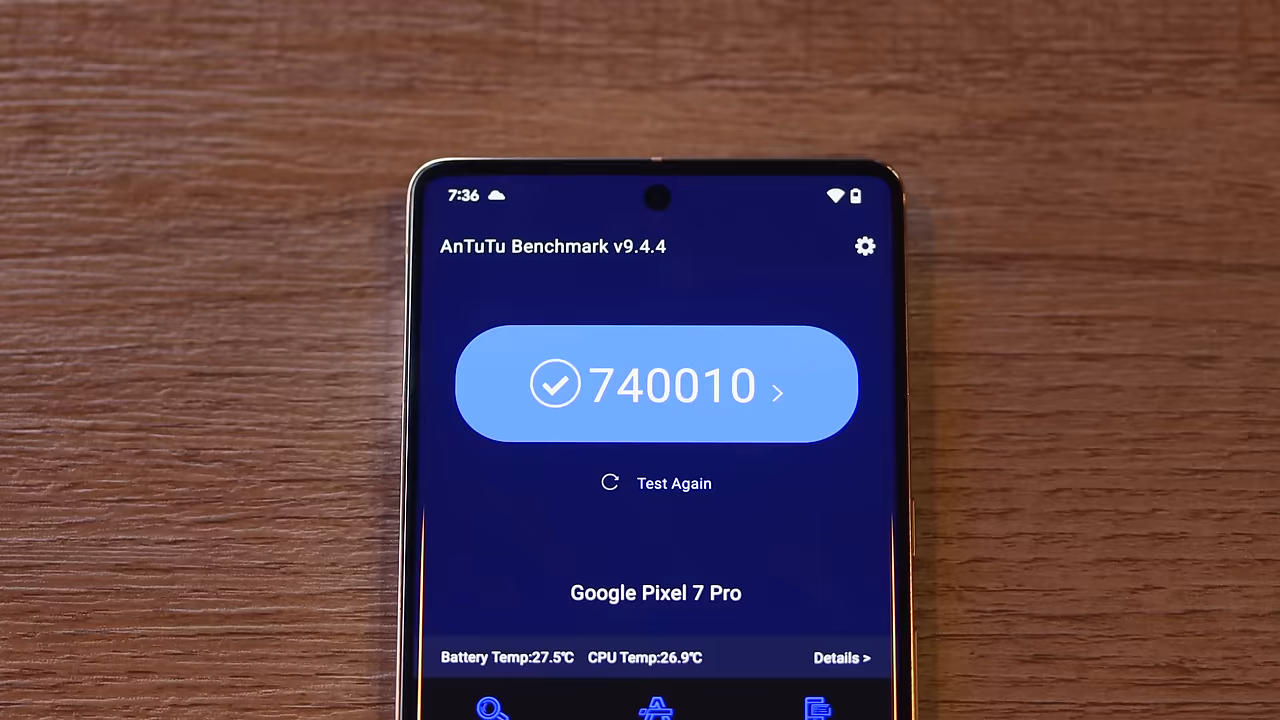 7:36
AnTuTu Benchmark v9.4.4
740010 >
Test Again
Google Pixel 7 Pro
Battery Temp:27.5℃ CPU Temp:26.9℃ Details >